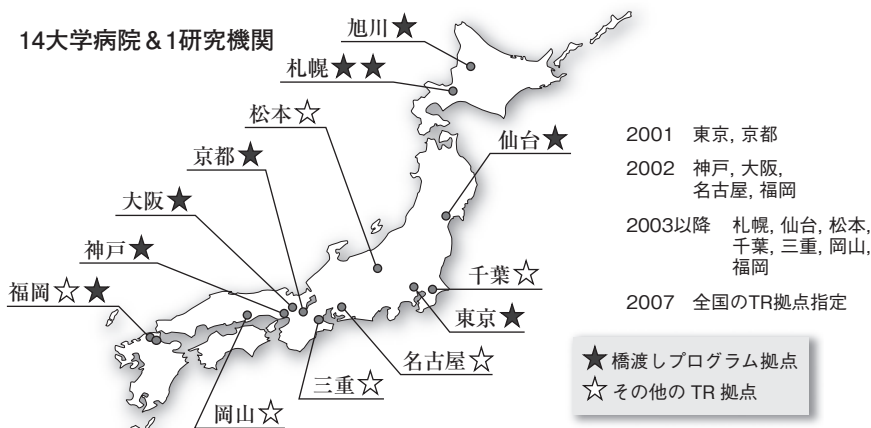 14大学病院&1研究機関
旭川★
札幌★★
松本☆
京都★
仙台★
大阪★
神戸★
福岡☆★
千葉☆
東京★
名古屋☆
三重☆
岡山☆
2001 東京, 京都
2002 神戸, 大阪,
名古屋, 福岡
2003以降 札幌, 仙台, 松本,
千葉, 三重, 岡山,
福岡
2007 全国のTR拠点指定
★橋渡しプログラム拠点
☆その他の TR 拠点